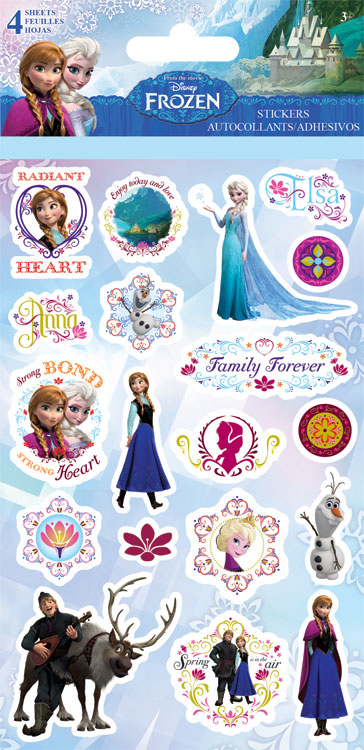 4 SHEETS
FEUILLES
HOJAS
3+
From the movie
Disney
FROZEN
STICKERS
AUTOCOLLANTS/ADHESIVOS
RADIANT
HEART
Enjoy today and love
Elsa
Anna
Family Forever
Strong BOND
STRONG Heart
Spring is in the air